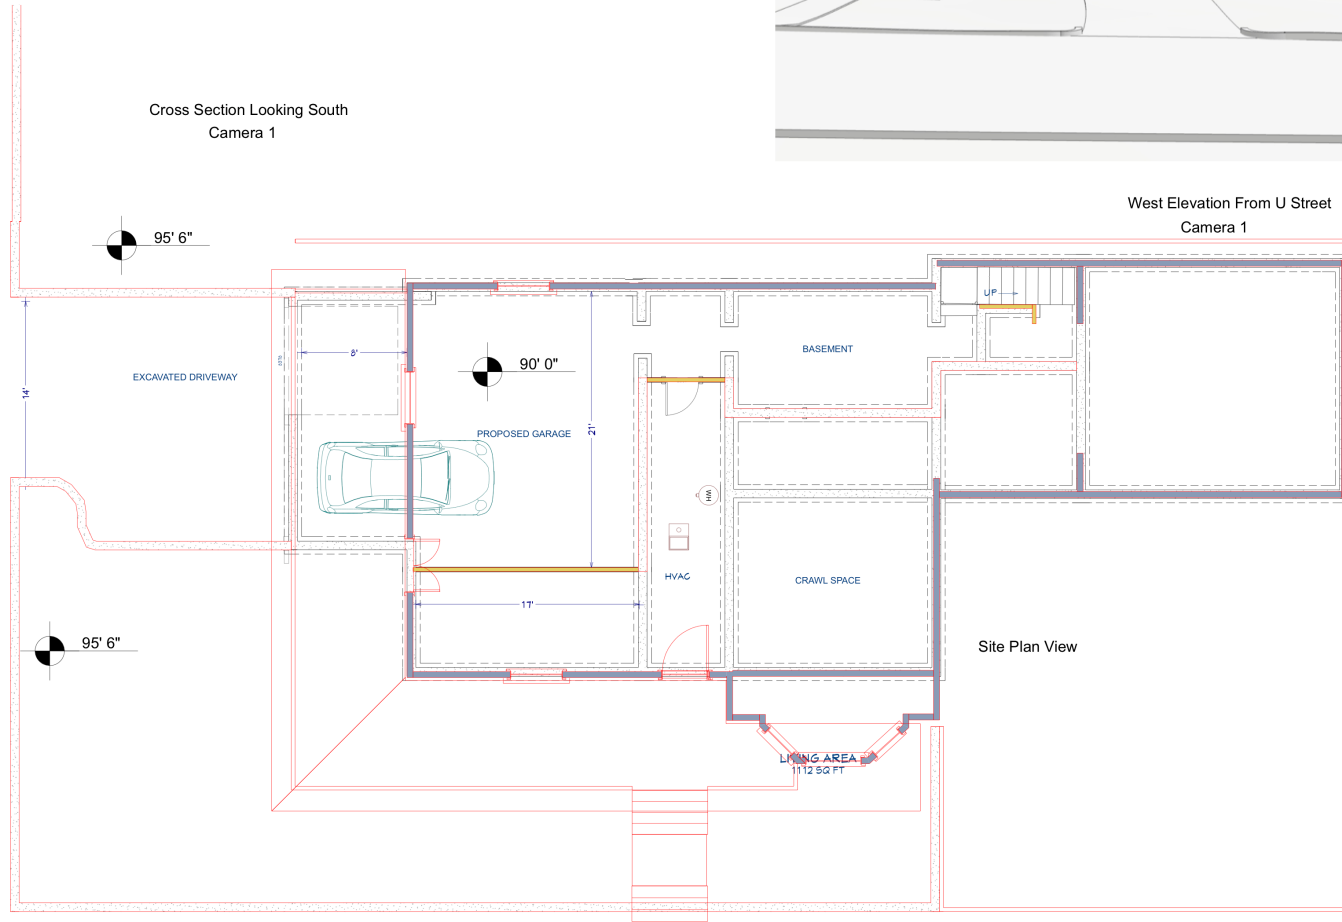 Cross Section Looking South
Camera 1
West Elevation From U Street
Camera 1
95' 6"
UP
BASEMENT
90' 0"
8'
EXCAVATED DRIVEWAY
14'
PROPOSED GARAGE
21'
WH
HVAC
CRAWL SPACE
17'
95' 6"
Site Plan View
LIVING AREA
1112 SQ FT